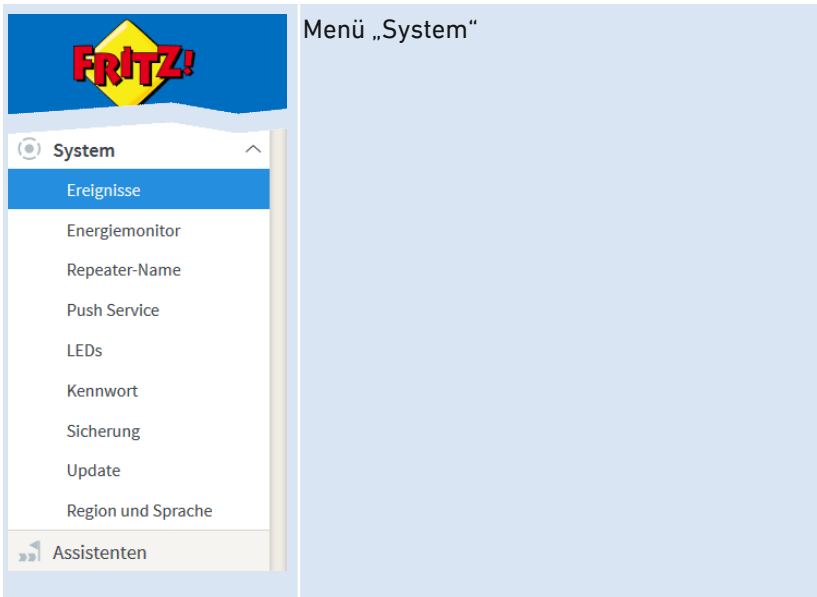 FRITZ!
System
Ereignisse
Energiemonitor
Repeater-Name
Push Service
LEDs
Kennwort
Sicherung
Update
Region und Sprache
Assistenten
Menü „System“